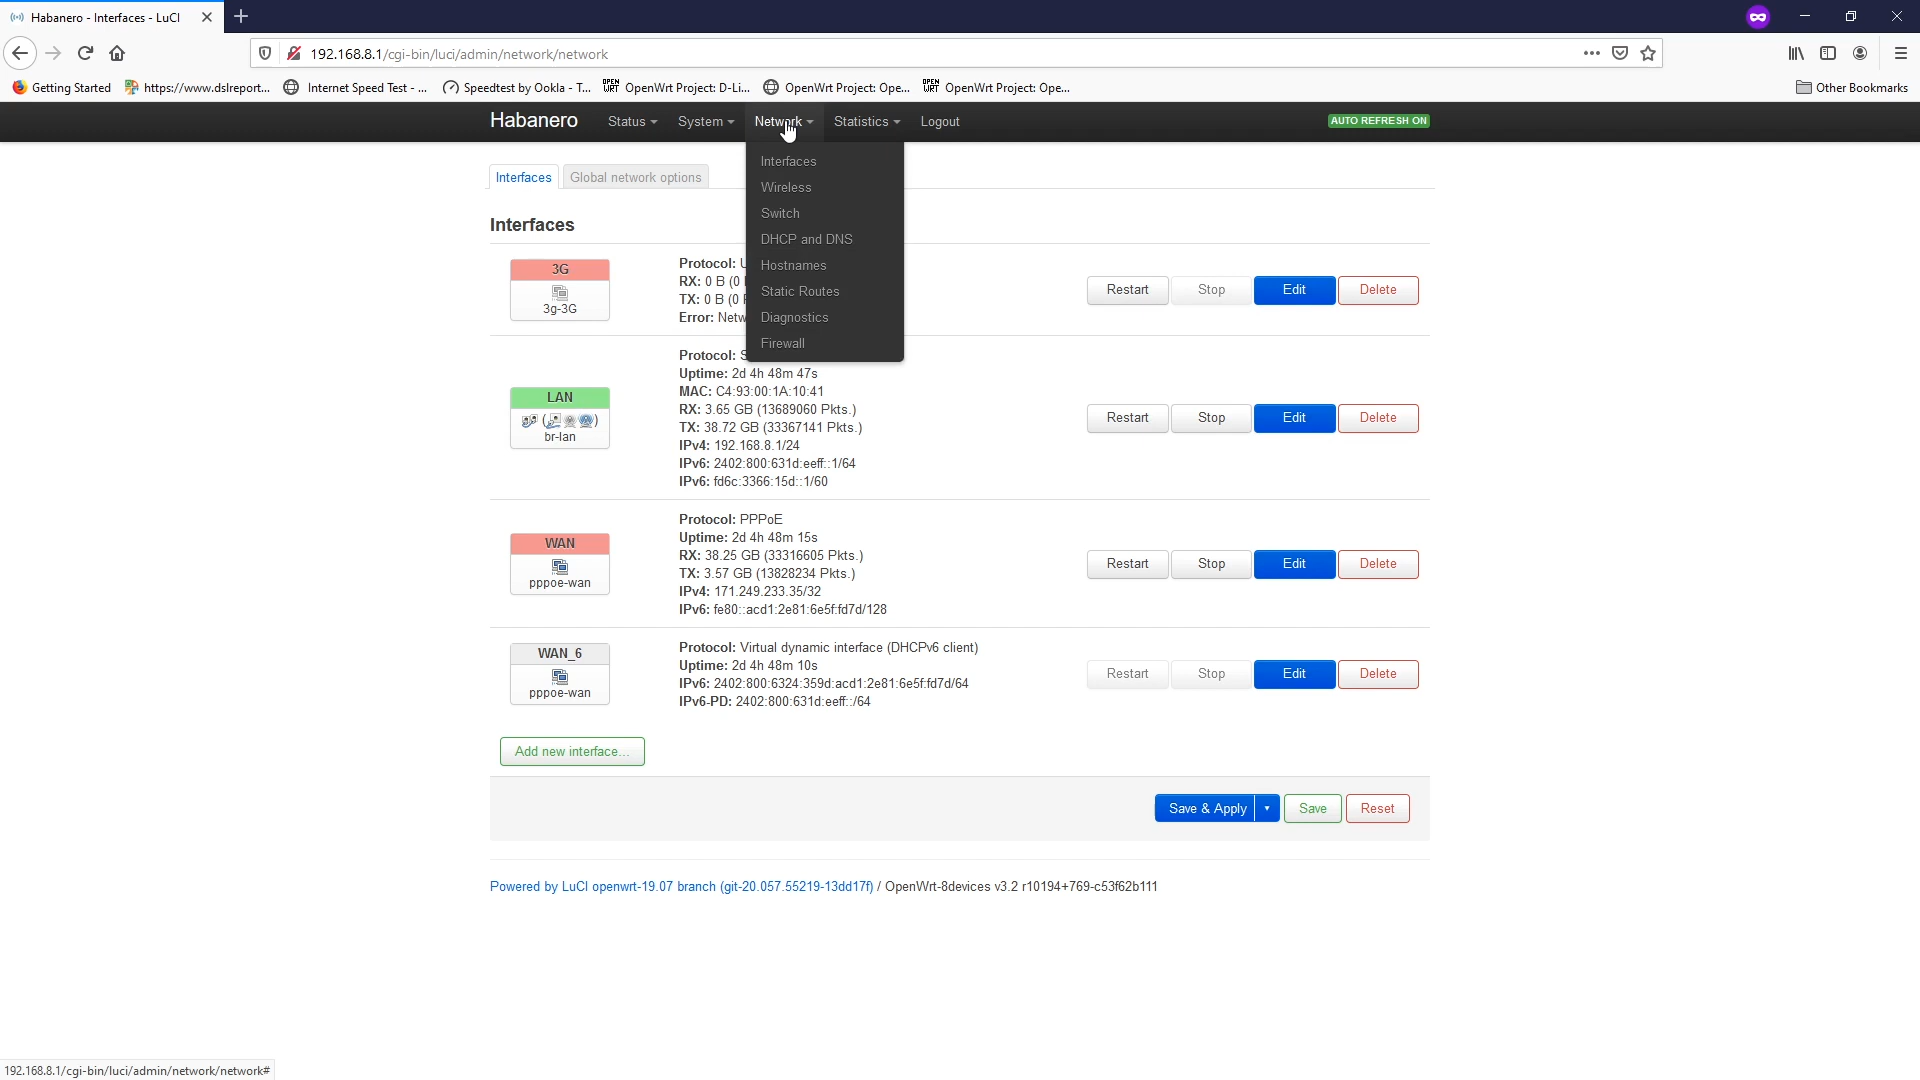 Habanero - Interfaces - LuCI
192.168.8.1/cgi-bin/luci/admin/network/network
Getting Started
https://www.dslreport...
Internet Speed Test - ...
Speedtest by Ookla - T...
OPEN WRT
OpenWrt Project: D-Li...
OpenWrt Project: Ope...
OPEN WRT
OpenWrt Project: Ope...
Other Bookmarks
Habanero
Status
System
Network
Statistics
Logout
AUTO REFRESH ON
Interfaces
Wireless
Switch
DHCP and DNS
Hostnames
Static Routes
Diagnostics
Firewall
Interfaces
Global network options
Interfaces
3G
3g-3G
Protocol: U
RX: 0 B (0
TX: 0 B (0
Error: Netw
Restart
Stop
Edit
Delete
LAN
br-lan
Protocol: S
Uptime: 2d 4h 48m 47s
MAC: C4:93:00:1A:10:41
RX: 3.65 GB (13689060 Pkts.)
TX: 38.72 GB (33367141 Pkts.)
IPv4: 192.168.8.1/24
IPv6: 2402:800:631d:eeff::1/64
IPv6: fd6c:3366:15d::1/60
Restart
Stop
Edit
Delete
WAN
pppoe-wan
Protocol: PPPoE
Uptime: 2d 4h 48m 15s
RX: 38.25 GB (33316605 Pkts.)
TX: 3.57 GB (13828234 Pkts.)
IPv4: 171.249.233.35/32
IPv6: fe80::acd1:2e81:6e5f:fd7d/128
Restart
Stop
Edit
Delete
WAN_6
pppoe-wan
Protocol: Virtual dynamic interface (DHCPv6 client)
Uptime: 2d 4h 48m 10s
IPv6: 2402:800:6324:359d:acd1:2e81:6e5f:fd7d/64
IPv6-PD: 2402:800:631d:eeff::/64
Restart
Stop
Edit
Delete
Add new interface...
Save & Apply
Save
Reset
Powered by LuCI openwrt-19.07 branch (git-20.057.55219-13dd17f) / OpenWrt-8devices v3.2 r10194+769-c53f62b111
192.168.8.1/cgi-bin/luci/admin/network/network#